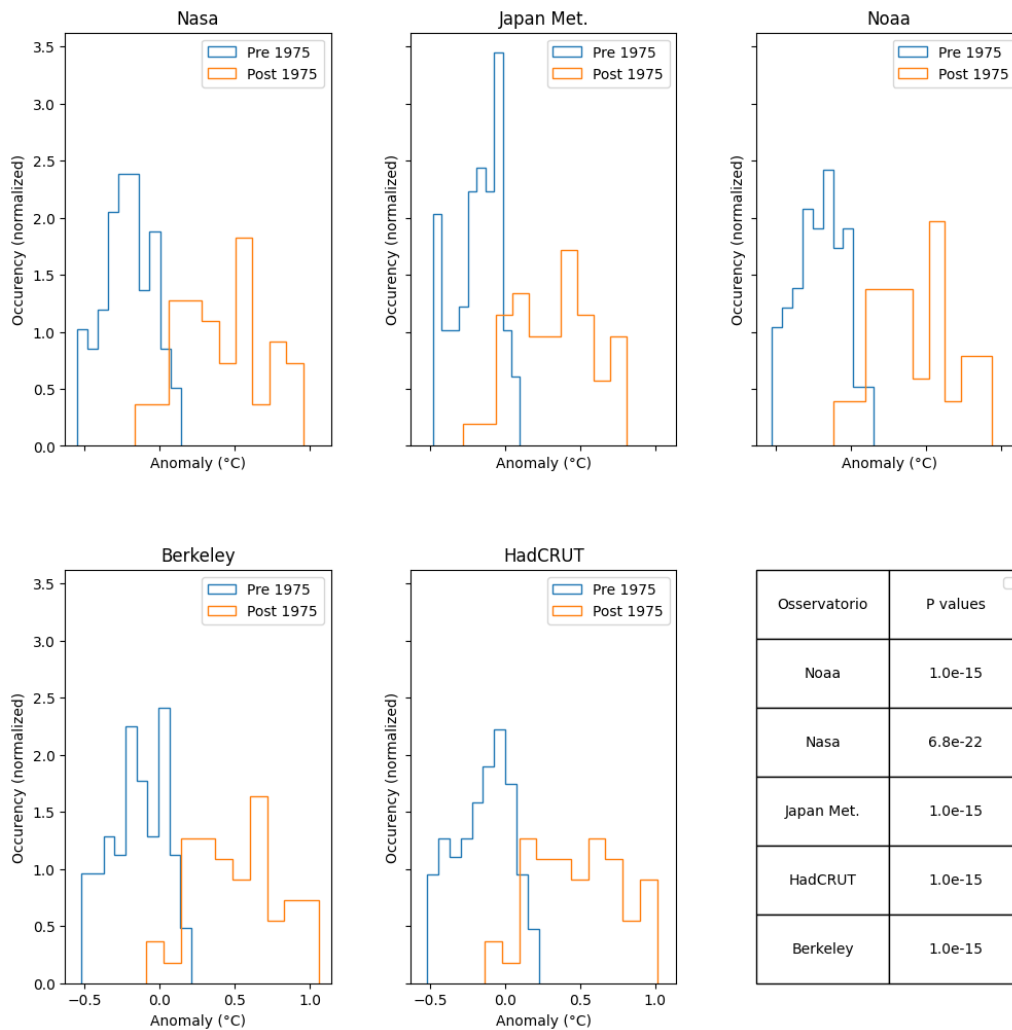 Nasa
Japan Met.
Noaa
Occurency (normalized)
3.5
3.0
2.5
2.0
1.5
1.0
0.5
0.0
Pre 1975
Post 1975
Anomaly (°C)
Occurency (normalized)
Pre 1975
Post 1975
Anomaly (°C)
Occurency (normalized)
Pre 1975
Post 1975
Anomaly (°C)
Berkeley
HadCRUT
Occurency (normalized)
3.5
3.0
2.5
2.0
1.5
1.0
0.5
0.0
Pre 1975
Post 1975
−0.5 0.0 0.5 1.0
Anomaly (°C)
Occurency (normalized)
Pre 1975
Post 1975
−0.5 0.0 0.5 1.0
Anomaly (°C)
Osservatorio P values
Noaa 1.0e-15
Nasa 6.8e-22
Japan Met. 1.0e-15
HadCRUT 1.0e-15
Berkeley 1.0e-15